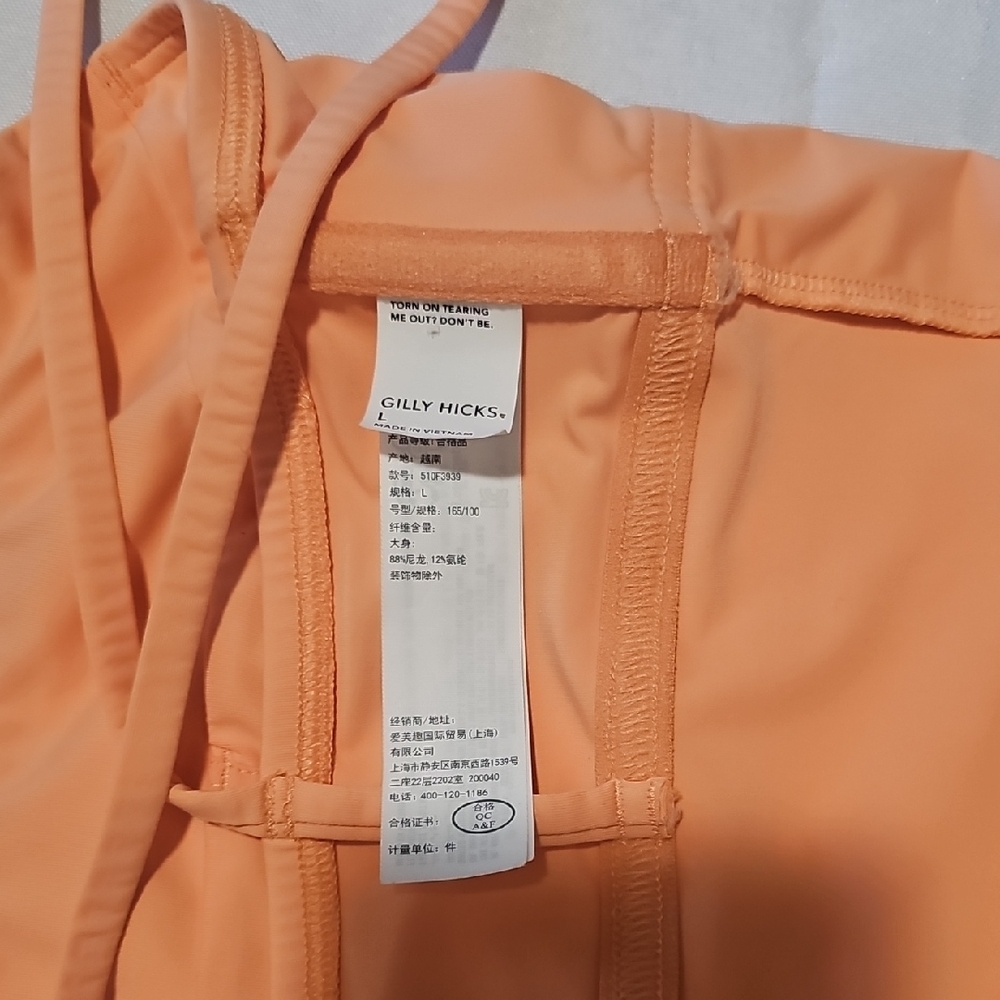 TORN ON TEARING
ME OUT? DON'T BE.
GILLY HICKS®
L
MADE IN VIETNAM
产品等级:合格品
产地: 越南
款号: 510F3939
规格: L
号型/规格: 165/100
纤维含量:
大身:
88%尼龙 12%氨纶
装饰物除外
经销商/地址:
爱芙趣国际贸易(上海)
有限公司
上海市静安区南京西路1539号
二座22层2202室 200040
电话: 400-120-1186
合格证书:
合格
QC
A&F
计量单位: 件